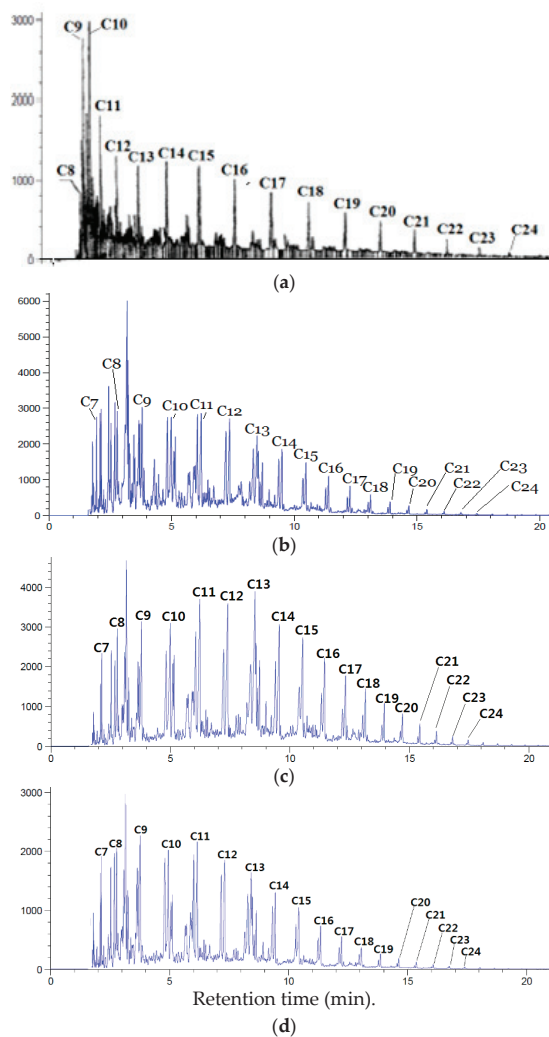 3000
C9
C10
2000
C11
C12
C13
C14
C15
C16
C17
C18
C19
C20
C21
C22
C23
C24
1000
C8
0
(a)
6000
5000
4000
3000
2000
1000
0
C7
C8
C9
C10
C11
C12
C13
C14
C15
C16
C17
C18
C19
C20
C21
C22
C23
C24
0 5 10 15 20
(b)
4000
3000
2000
1000
0
C7
C8
C9
C10
C11
C12
C13
C14
C15
C16
C17
C18
C19
C20
C21
C22
C23
C24
0 5 10 15 20
(c)
3000
2000
1000
0
C7
C8
C9
C10
C11
C12
C13
C14
C15
C16
C17
C18
C19
C20
C21
C22
C23
C24
0 5 10 15 20
Retention time (min).
(d)